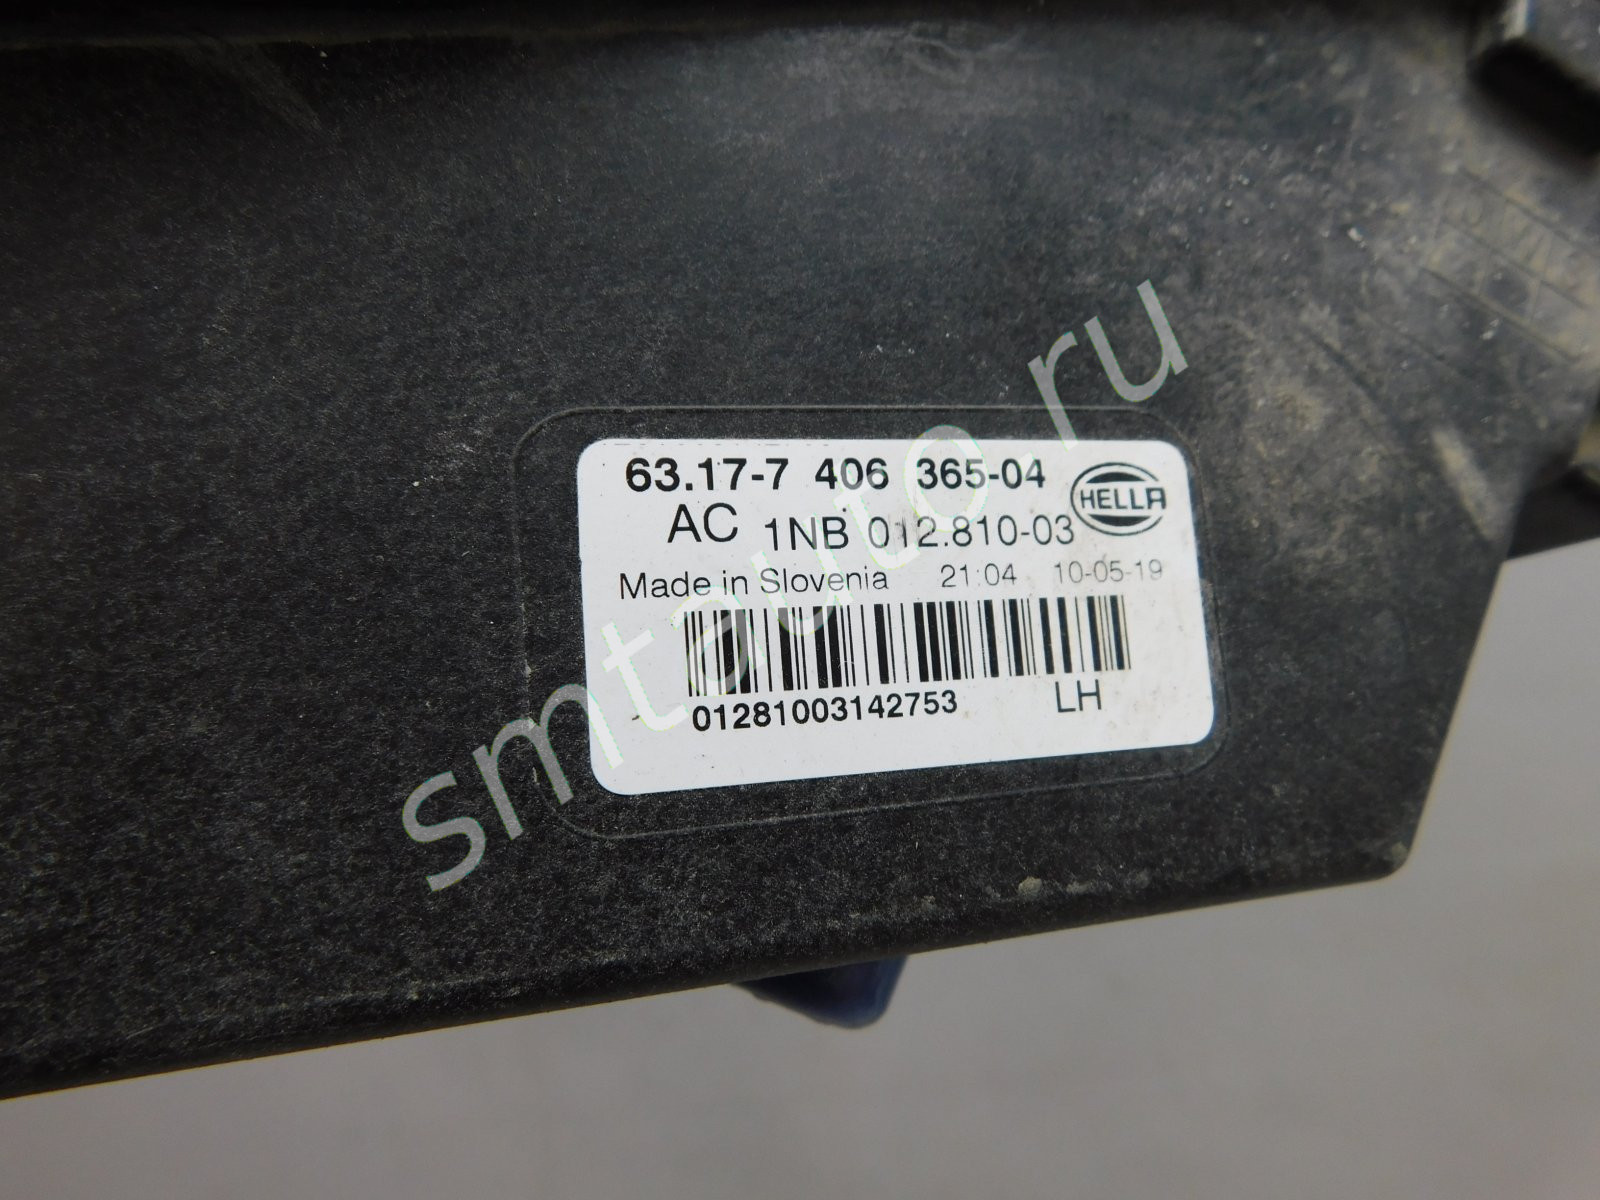 63.17-7 406 365-04
HELLA
AC 1NB 012.810-03
Made in Slovenia 21:04 10-05-19
01281003142753 LH
smtauto.ru